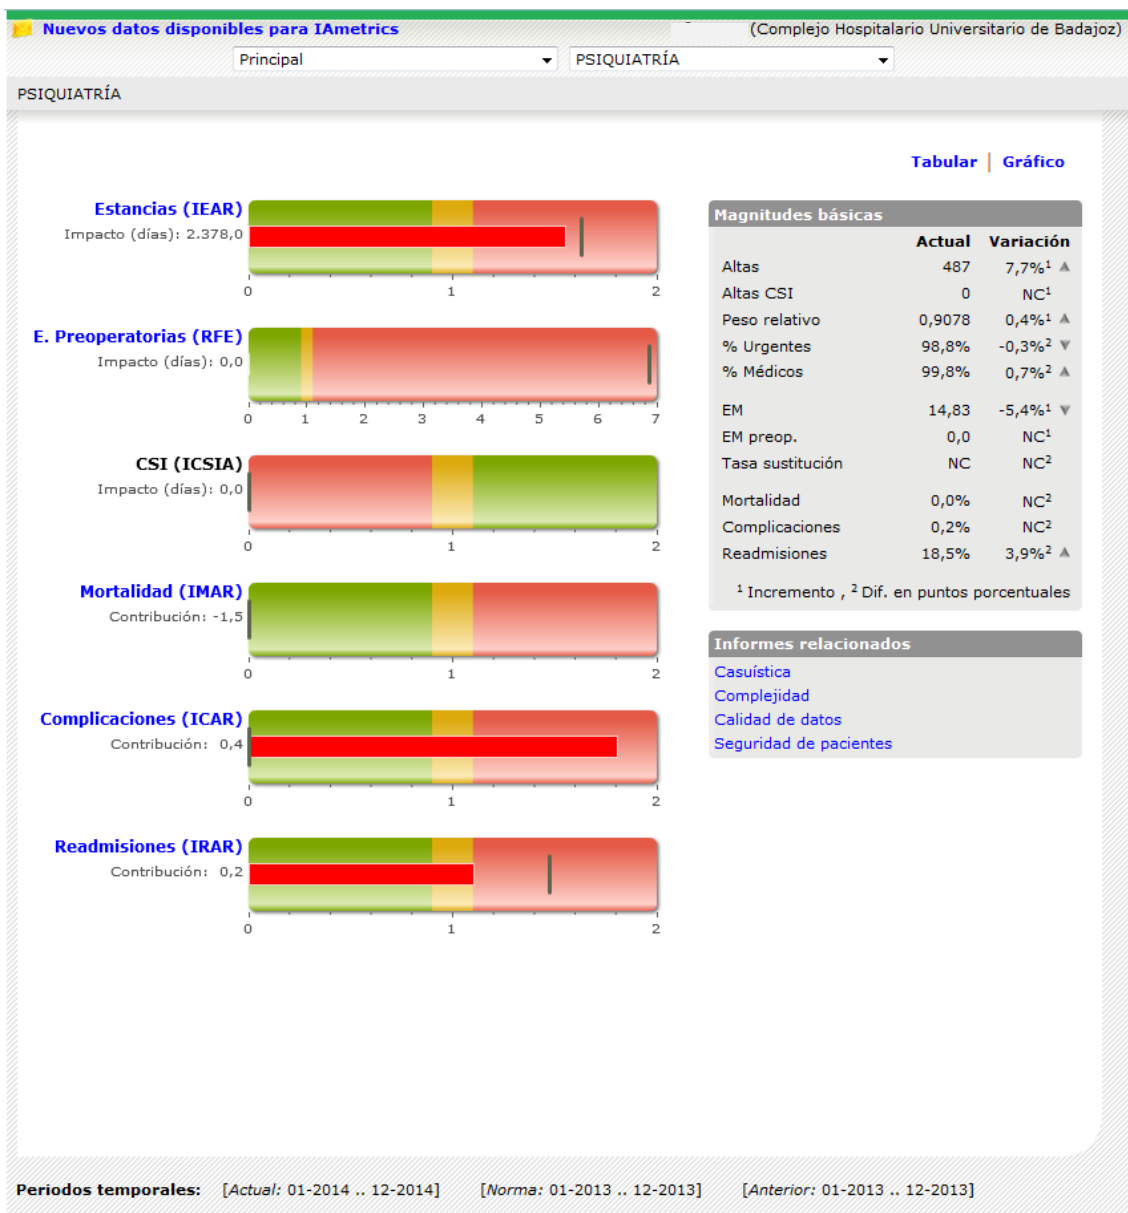 Nuevos datos disponibles para IAmetrics
(Complejo Hospitalario Universitario de Badajoz)
Principal
PSIQUIATRÍA
PSIQUIATRÍA
Tabular | Gráfico
Estancias (IEAR)
Impacto (días): 2.378,0
0 1 2
E. Preoperatorias (RFE)
Impacto (días): 0,0
0 1 2 3 4 5 6 7
CSI (ICSIA)
Impacto (días): 0,0
0 1 2
Mortalidad (IMAR)
Contribución: -1,5
0 1 2
Complicaciones (ICAR)
Contribución: 0,4
0 1 2
Readmisiones (IRAR)
Contribución: 0,2
0 1 2
Magnitudes básicas
Actual Variación
Altas 487 7,7%¹
Altas CSI 0 NC¹
Peso relativo 0,9078 0,4%¹
% Urgentes 98,8% -0,3%²
% Médicos 99,8% 0,7%²
EM 14,83 -5,4%¹
EM preop. 0,0 NC¹
Tasa sustitución NC NC²
Mortalidad 0,0% NC²
Complicaciones 0,2% NC²
Readmisiones 18,5% 3,9%²
¹ Incremento , ² Dif. en puntos porcentuales
Informes relacionados
Casuística
Complejidad
Calidad de datos
Seguridad de pacientes
Periodos temporales: [Actual: 01-2014 .. 12-2014] [Norma: 01-2013 .. 12-2013] [Anterior: 01-2013 .. 12-2013]